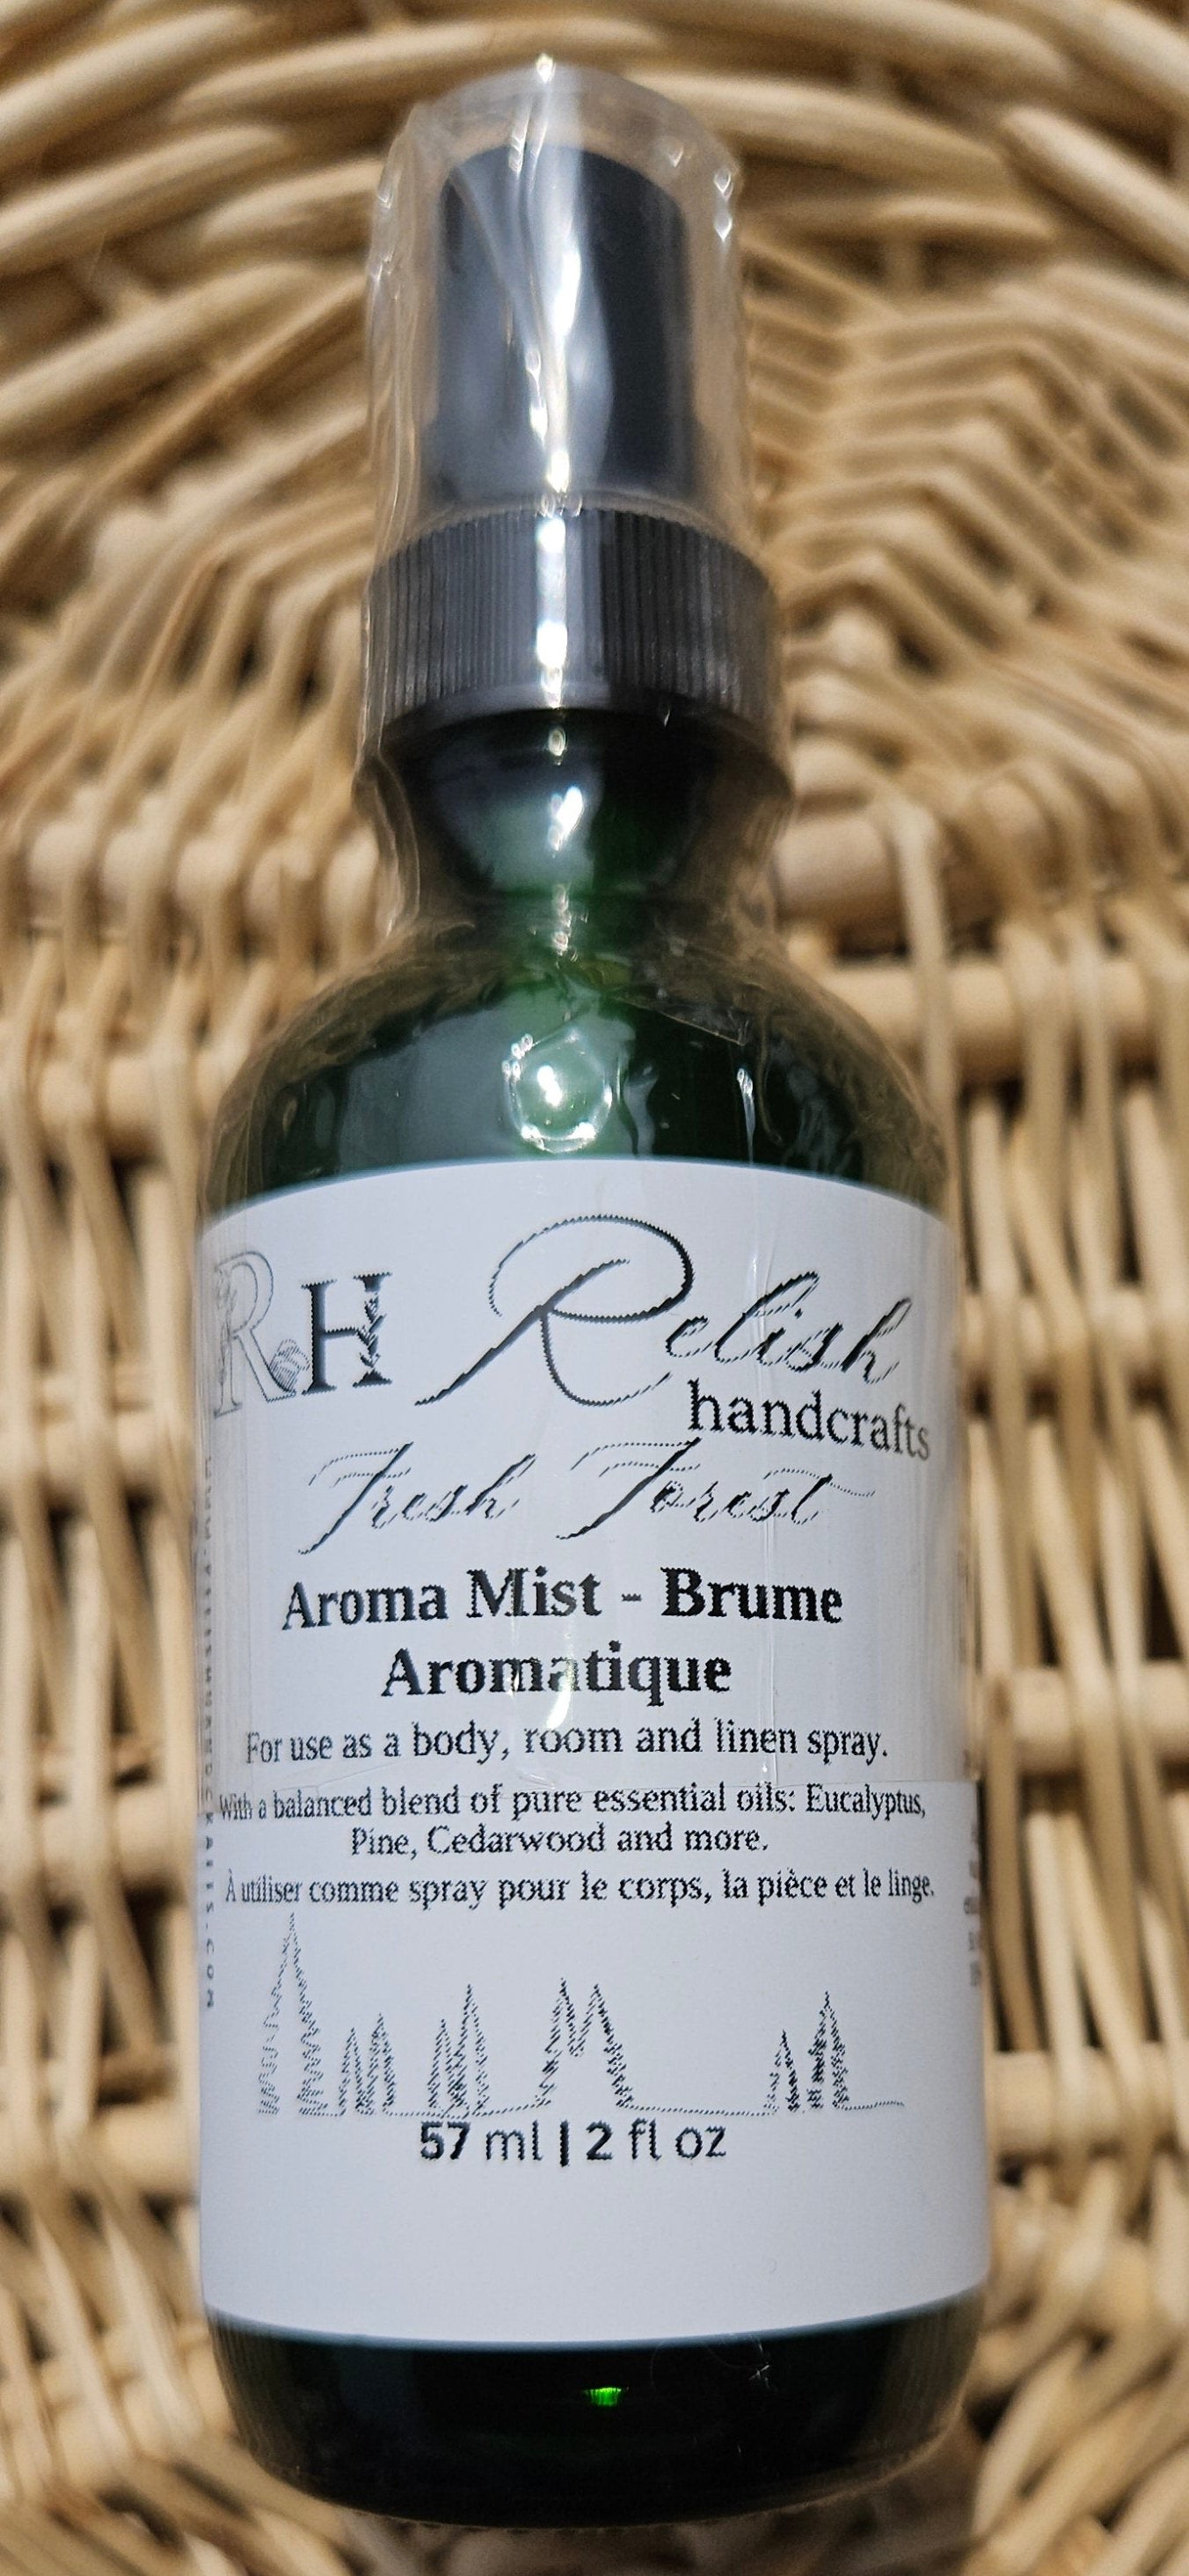 RH Relish
handcrafts
Fresh Forest
Aroma Mist - Brume
Aromatique
For use as a body, room and linen spray.
With a balanced blend of pure essential oils: Eucalyptus,
Pine, Cedarwood and more.
À utiliser comme spray pour le corps, la pièce et le linge.
57 ml | 2 fl oz